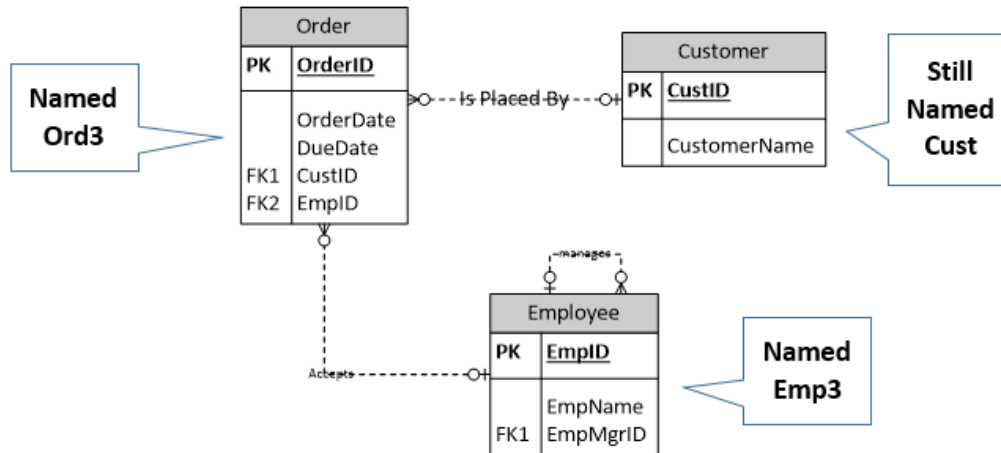 Named
Ord3
Order
PK OrderID
OrderDate
DueDate
FK1 CustID
FK2 EmpID
Is Placed By
Customer
PK CustID
CustomerName
Still
Named
Cust
manages
Accepts
Employee
PK EmpID
EmpName
FK1 EmpMgrID
Named
Emp3